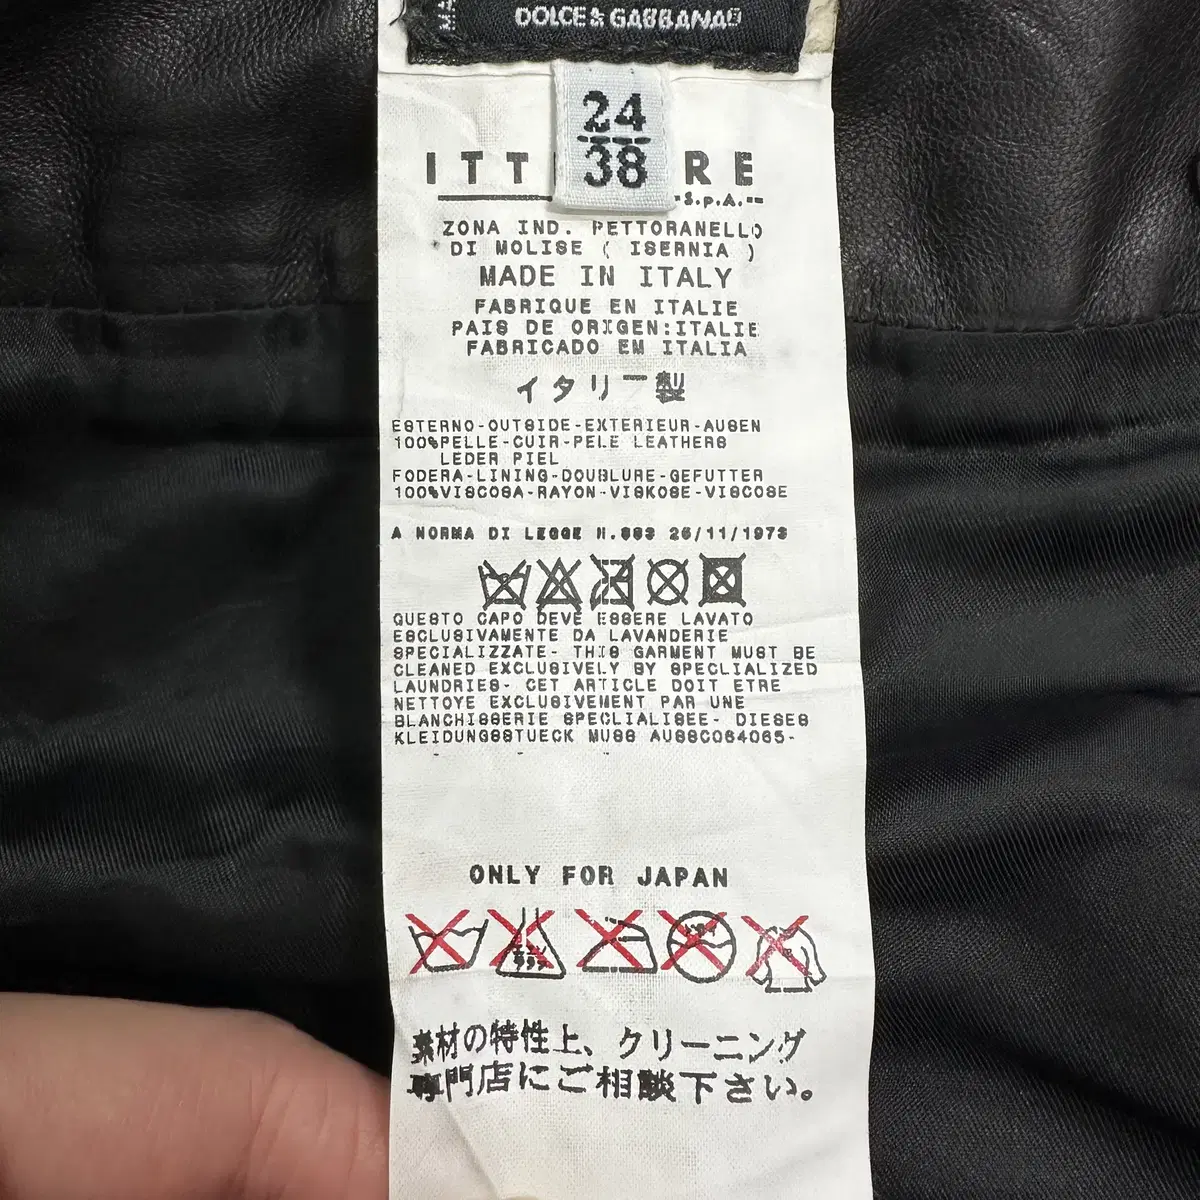 DOLCE & GABBANA
24
38
ITT RE
S.p.A.
ZONA IND. PETTORANELLO
DI MOLISE ( ISERNIA )
MADE IN ITALY
FABRIQUE EN ITALIE
PAIS DE ORIGEN:ITALIE
FABRICADO EM ITALIA
イタリー製
ESTERNO-OUTSIDE-EXTERIEUR-AUSEN
100%PELLE-CUIR-PELE LEATHERS
LEDER PIEL
FODERA-LINING-DOUBLURE-GEFUTTER
100%VISCOSA-RAYON-VISKOSE-VISCOSE
A NORMA DI LEGGE N.883 26/11/1973
QUESTO CAPO DEVE ESSERE LAVATO
ESCLUSIVAMENTE DA LAVANDERIE
SPECIALIZZATE- THIS GARMENT MUST BE
CLEANED EXCLUSIVELY BY SPECLIALIZED
LAUNDRIES- CET ARTICLE DOIT ETRE
NETTOYE EXCLUSIVEMENT PAR UNE
BLANCHISSERIE SPECLIALISEE- DIESES
KLEIDUNGSSTUECK MUSS AUSSC064065-
ONLY FOR JAPAN
素材の特性上、クリーニング
専門店にご相談下さい。